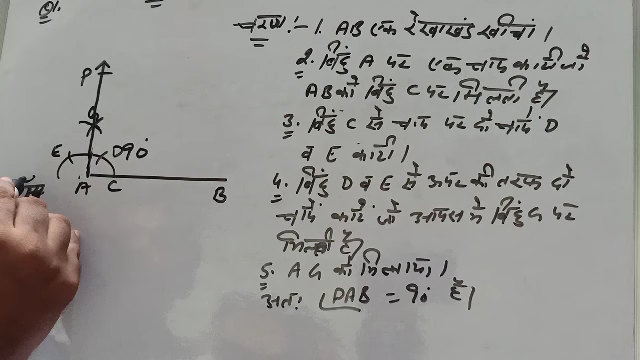 चरण:- 1. AB एक रेखाखंड खींचा।
2. बिंदु A पर एक चाप काटी जो
AB को बिंदु C पर मिलती है।
3. बिंदु C से चाप पर दो चाप D
व E काटी।
4. बिंदु D व E से ऊपर की तरफ दो
चाप काटे जो आपस में बिंदु G पर
मिलती है।
5. AG को मिलाया।
अतः ∠PAB = 90° है।
P
G
E
D 90°
A C
B